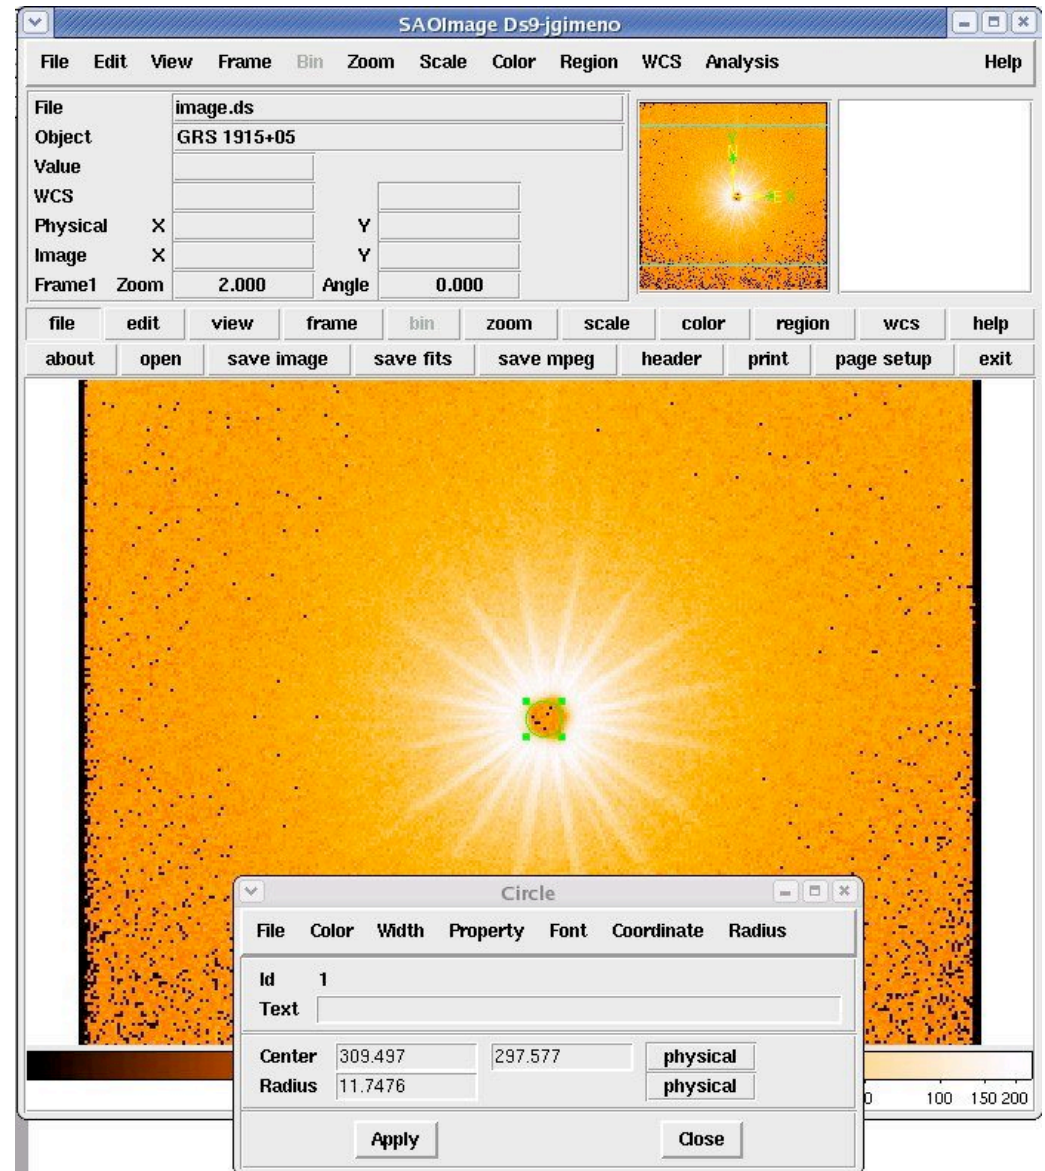 SAOImage Ds9-jgimeno
File Edit View Frame Bin Zoom Scale Color Region WCS Analysis Help
File image.ds
Object GRS 1915+05
Value
WCS
Physical X Y
Image X Y
Frame1 Zoom 2.000 Angle 0.000
file edit view frame bin zoom scale color region wcs help
about open save image save fits save mpeg header print page setup exit
Circle
File Color Width Property Font Coordinate Radius
Id 1
Text
Center 309.497 297.577 physical
Radius 11.7476 physical
100 150 200
Apply Close